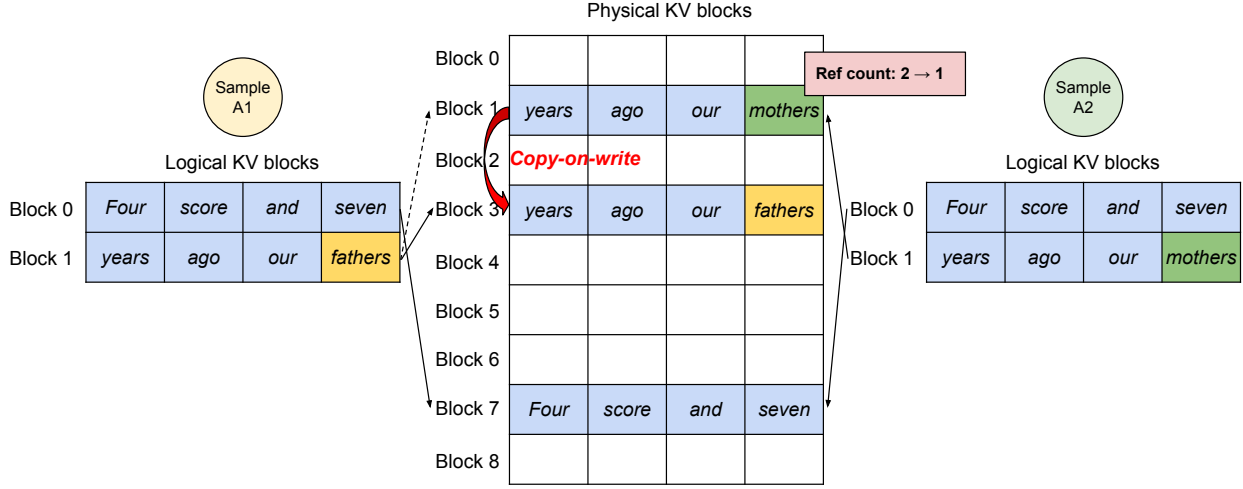 Physical KV blocks
Sample
A1
Logical KV blocks
Block 0 Four score and seven
Block 1 years ago our fathers
Block 0
Block 1 years ago our mothers
Ref count: 2 → 1
Block 2 Copy-on-write
Block 3 years ago our fathers
Block 4
Block 5
Block 6
Block 7 Four score and seven
Block 8
Sample
A2
Logical KV blocks
Block 0 Four score and seven
Block 1 years ago our mothers